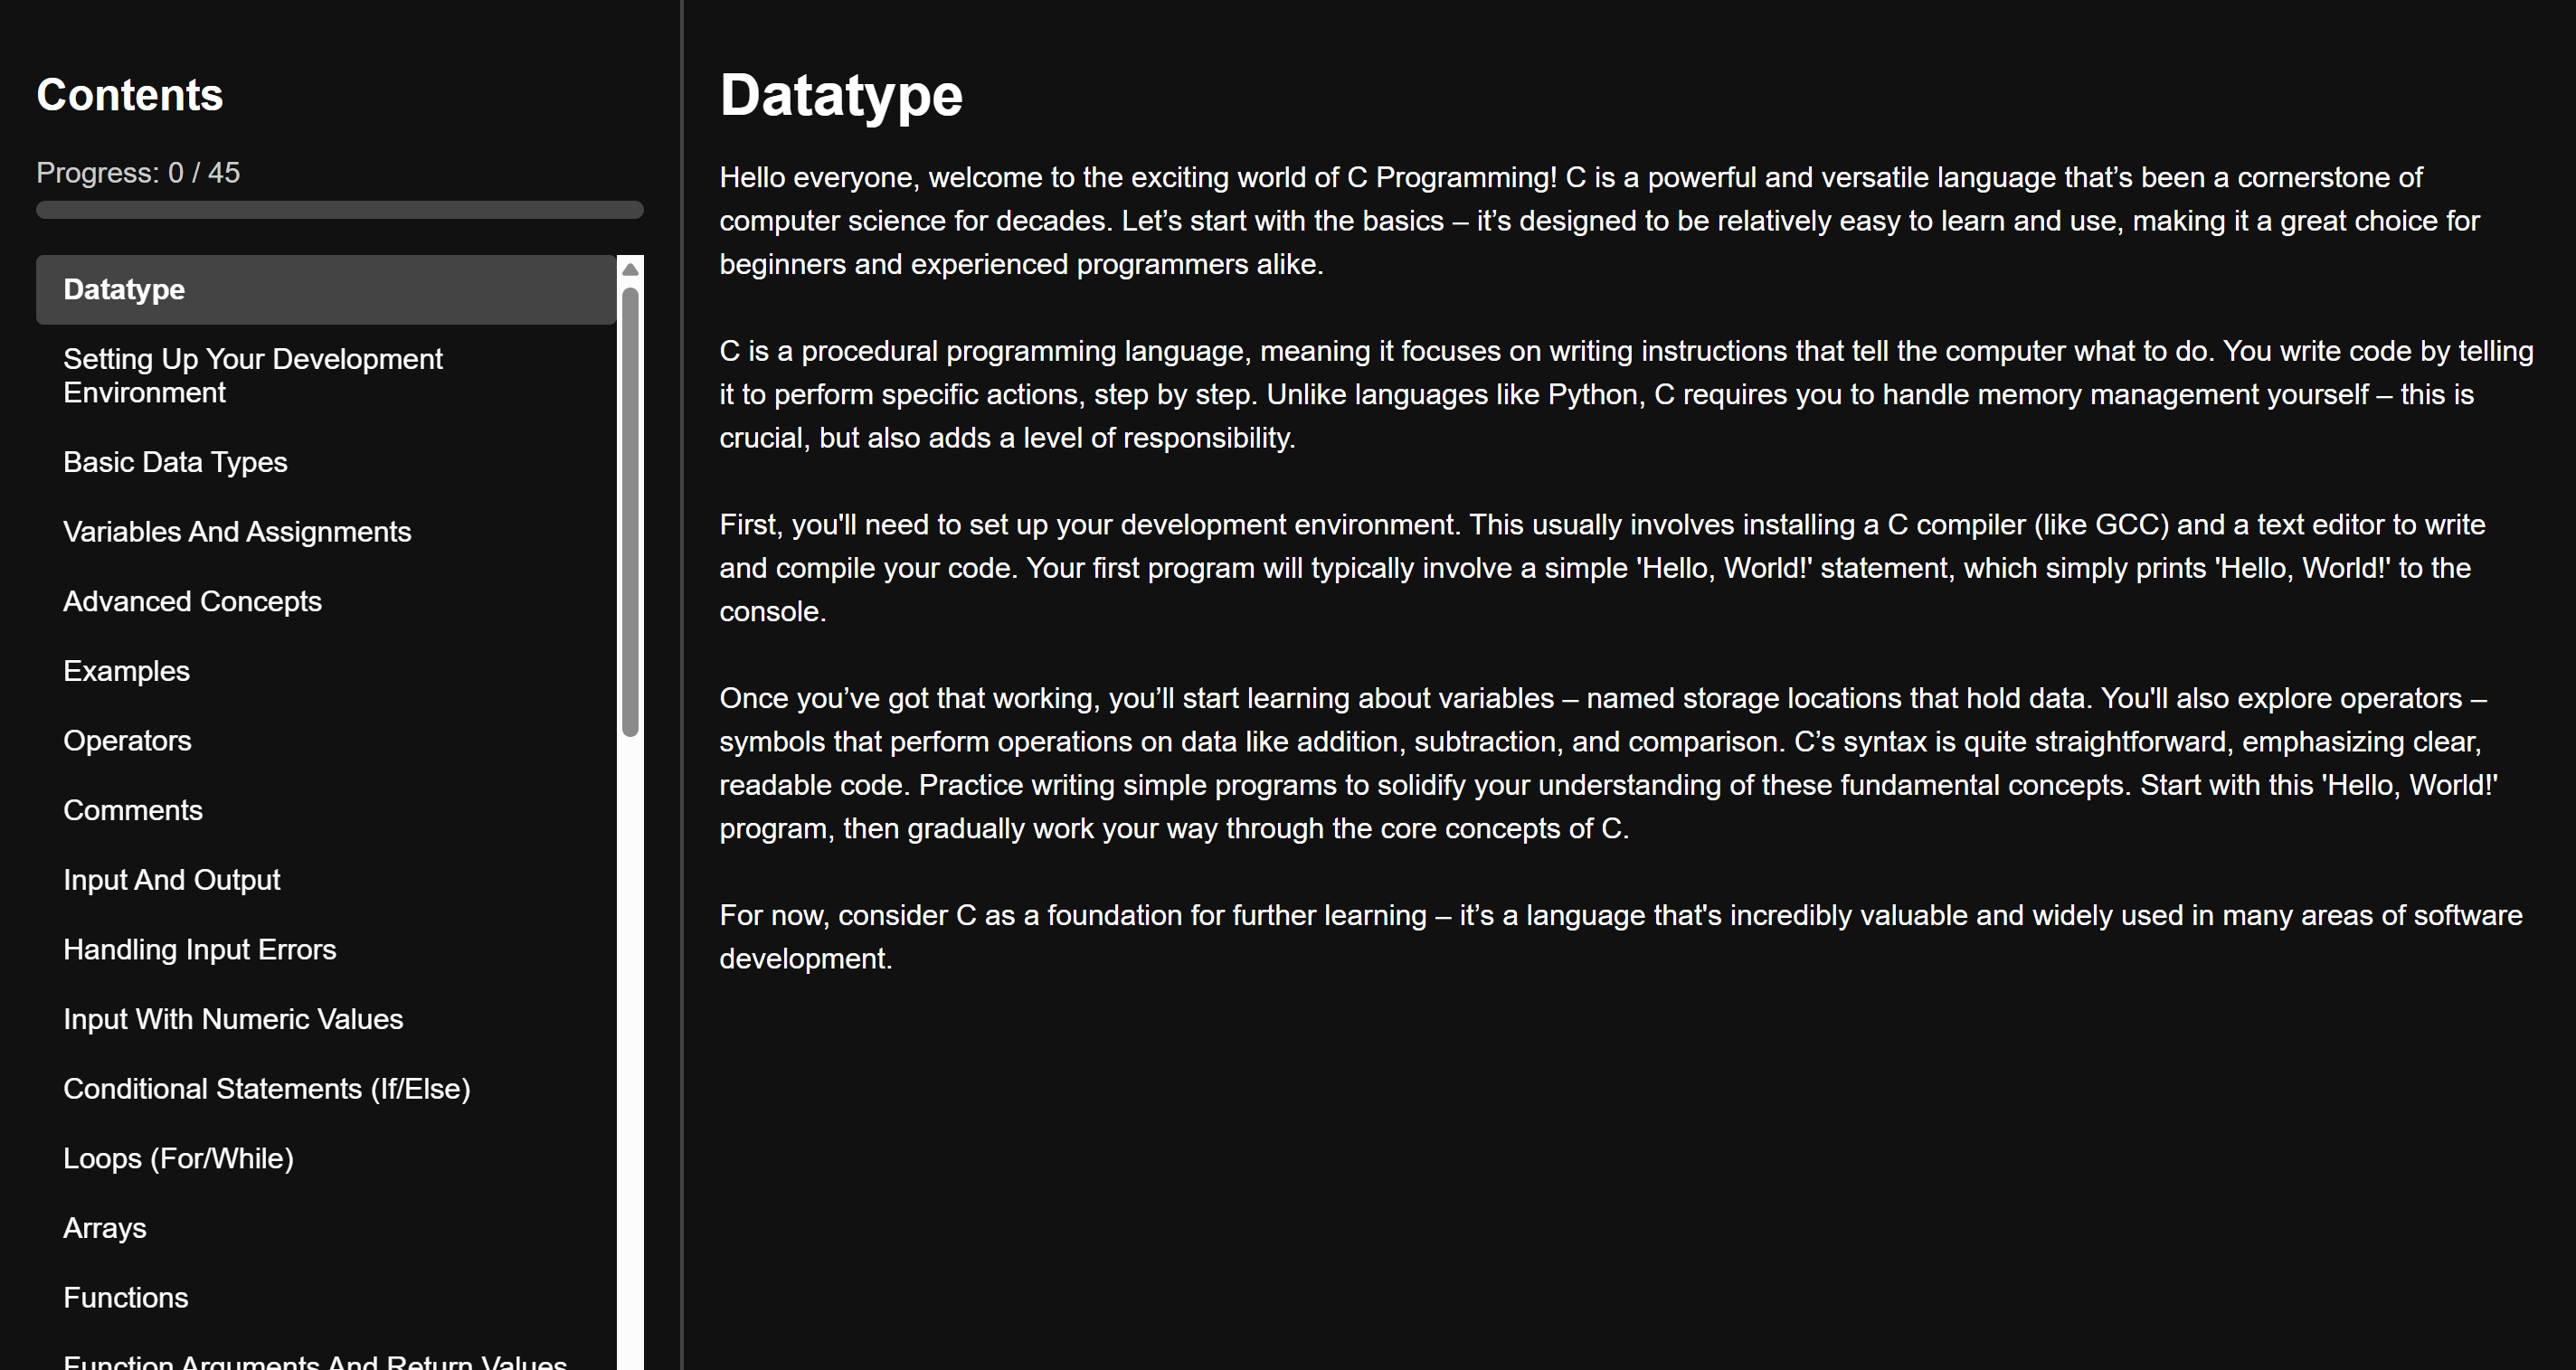 Contents
Progress: 0 / 45
Datatype
Setting Up Your Development
Environment
Basic Data Types
Variables And Assignments
Advanced Concepts
Examples
Operators
Comments
Input And Output
Handling Input Errors
Input With Numeric Values
Conditional Statements (If/Else)
Loops (For/While)
Arrays
Functions
Function Arguments And Return Values
Datatype
Hello everyone, welcome to the exciting world of C Programming! C is a powerful and versatile language that’s been a cornerstone of
computer science for decades. Let’s start with the basics – it’s designed to be relatively easy to learn and use, making it a great choice for
beginners and experienced programmers alike.
C is a procedural programming language, meaning it focuses on writing instructions that tell the computer what to do. You write code by telling
it to perform specific actions, step by step. Unlike languages like Python, C requires you to handle memory management yourself – this is
crucial, but also adds a level of responsibility.
First, you'll need to set up your development environment. This usually involves installing a C compiler (like GCC) and a text editor to write
and compile your code. Your first program will typically involve a simple 'Hello, World!' statement, which simply prints 'Hello, World!' to the
console.
Once you’ve got that working, you’ll start learning about variables – named storage locations that hold data. You'll also explore operators –
symbols that perform operations on data like addition, subtraction, and comparison. C’s syntax is quite straightforward, emphasizing clear,
readable code. Practice writing simple programs to solidify your understanding of these fundamental concepts. Start with this 'Hello, World!'
program, then gradually work your way through the core concepts of C.
For now, consider C as a foundation for further learning – it’s a language that's incredibly valuable and widely used in many areas of software
development.